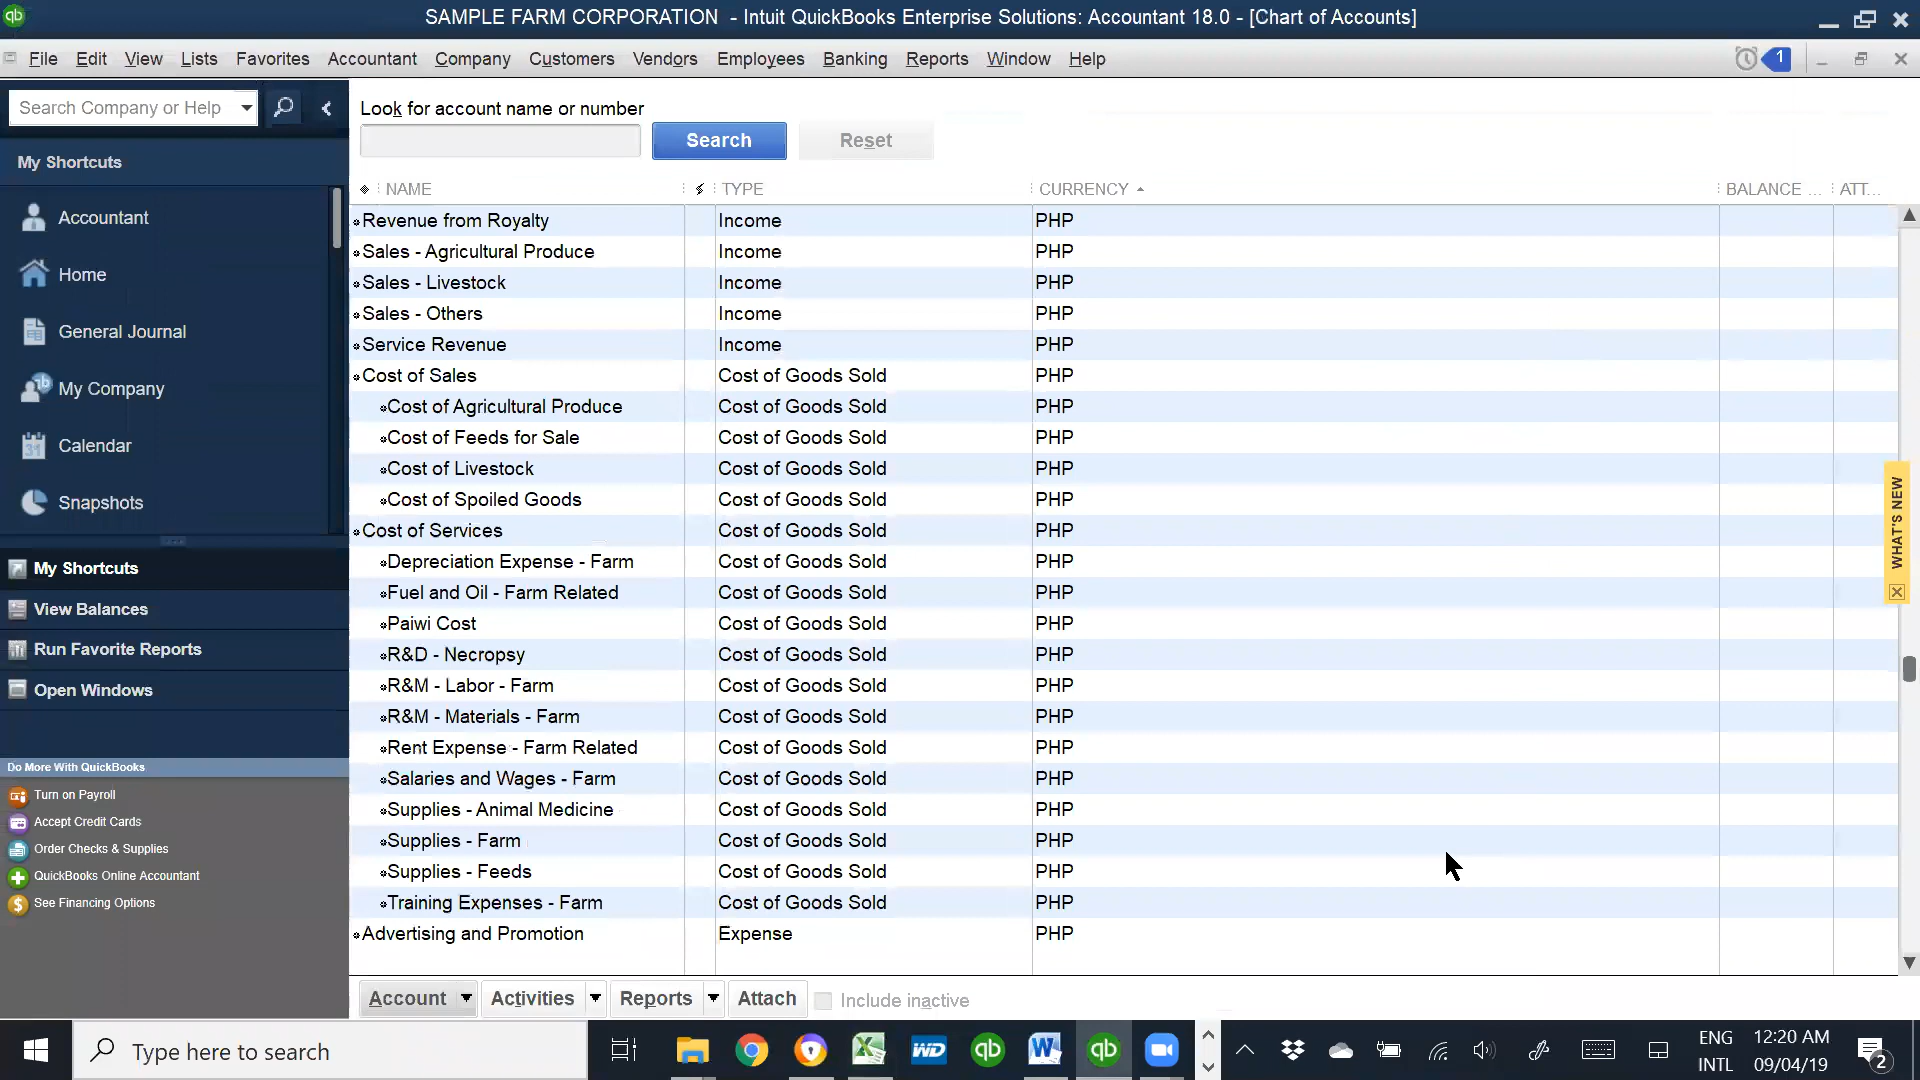 SAMPLE FARM CORPORATION - Intuit QuickBooks Enterprise Solutions: Accountant 18.0 - [Chart of Accounts]
File Edit View Lists Favorites Accountant Company Customers Vendors Employees Banking Reports Window Help
1
Search Company or Help
My Shortcuts
Accountant
Home
General Journal
My Company
Calendar
Snapshots
My Shortcuts
View Balances
Run Favorite Reports
Open Windows
Do More With QuickBooks
Turn on Payroll
Accept Credit Cards
Order Checks & Supplies
QuickBooks Online Accountant
See Financing Options
Look for account name or number
Search Reset
NAME TYPE CURRENCY BALANCE ... ATT...
Revenue from Royalty Income PHP
Sales - Agricultural Produce Income PHP
Sales - Livestock Income PHP
Sales - Others Income PHP
Service Revenue Income PHP
Cost of Sales Cost of Goods Sold PHP
Cost of Agricultural Produce Cost of Goods Sold PHP
Cost of Feeds for Sale Cost of Goods Sold PHP
Cost of Livestock Cost of Goods Sold PHP
Cost of Spoiled Goods Cost of Goods Sold PHP
Cost of Services Cost of Goods Sold PHP
Depreciation Expense - Farm Cost of Goods Sold PHP
Fuel and Oil - Farm Related Cost of Goods Sold PHP
Paiwi Cost Cost of Goods Sold PHP
R&D - Necropsy Cost of Goods Sold PHP
R&M - Labor - Farm Cost of Goods Sold PHP
R&M - Materials - Farm Cost of Goods Sold PHP
Rent Expense - Farm Related Cost of Goods Sold PHP
Salaries and Wages - Farm Cost of Goods Sold PHP
Supplies - Animal Medicine Cost of Goods Sold PHP
Supplies - Farm Cost of Goods Sold PHP
Supplies - Feeds Cost of Goods Sold PHP
Training Expenses - Farm Cost of Goods Sold PHP
Advertising and Promotion Expense PHP
WHAT'S NEW
Account Activities Reports Attach Include inactive
Type here to search
ENG
INTL
12:20 AM
09/04/19
2